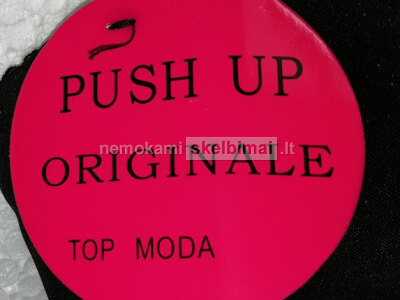 PUSH UP
nemokami skelbimai.lt
ORIGINALE
TOP MODA